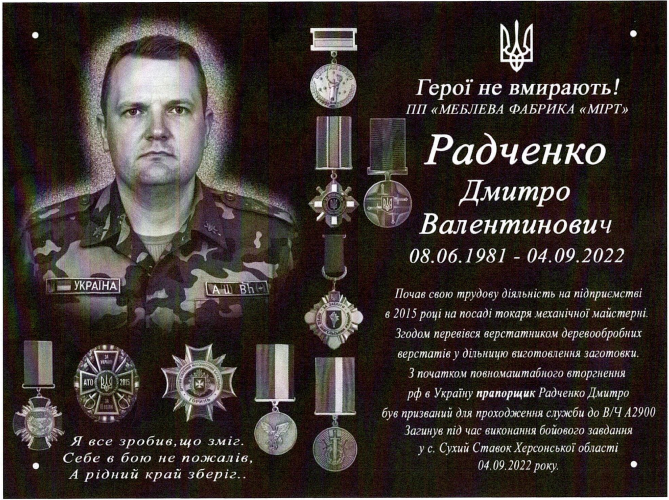 Герої не вмирають!
ПП «МЕБЛЕВА ФАБРИКА «МІРТ»
Радченко
Дмитро
Валентинович
08.06.1981 - 04.09.2022
Почав свою трудову діяльність на підприємстві
в 2015 році на посаді токаря механічної майстерні.
Згодом перевівся верстатником деревообробних
верстатів у дільницю виготовлення заготовки.
З початком повномаштабного вторгнення
рф в Україну прапорщик Радченко Дмитро
був призваний для проходження служби до В/Ч А2900
Загинув під час виконання бойового завдання
у с. Сухий Ставок Херсонської області
04.09.2022 року.
УКРАЇНА
АТО
2015
Я все зробив,що зміг.
Себе в бою не пожалів,
А рідний край зберіг..